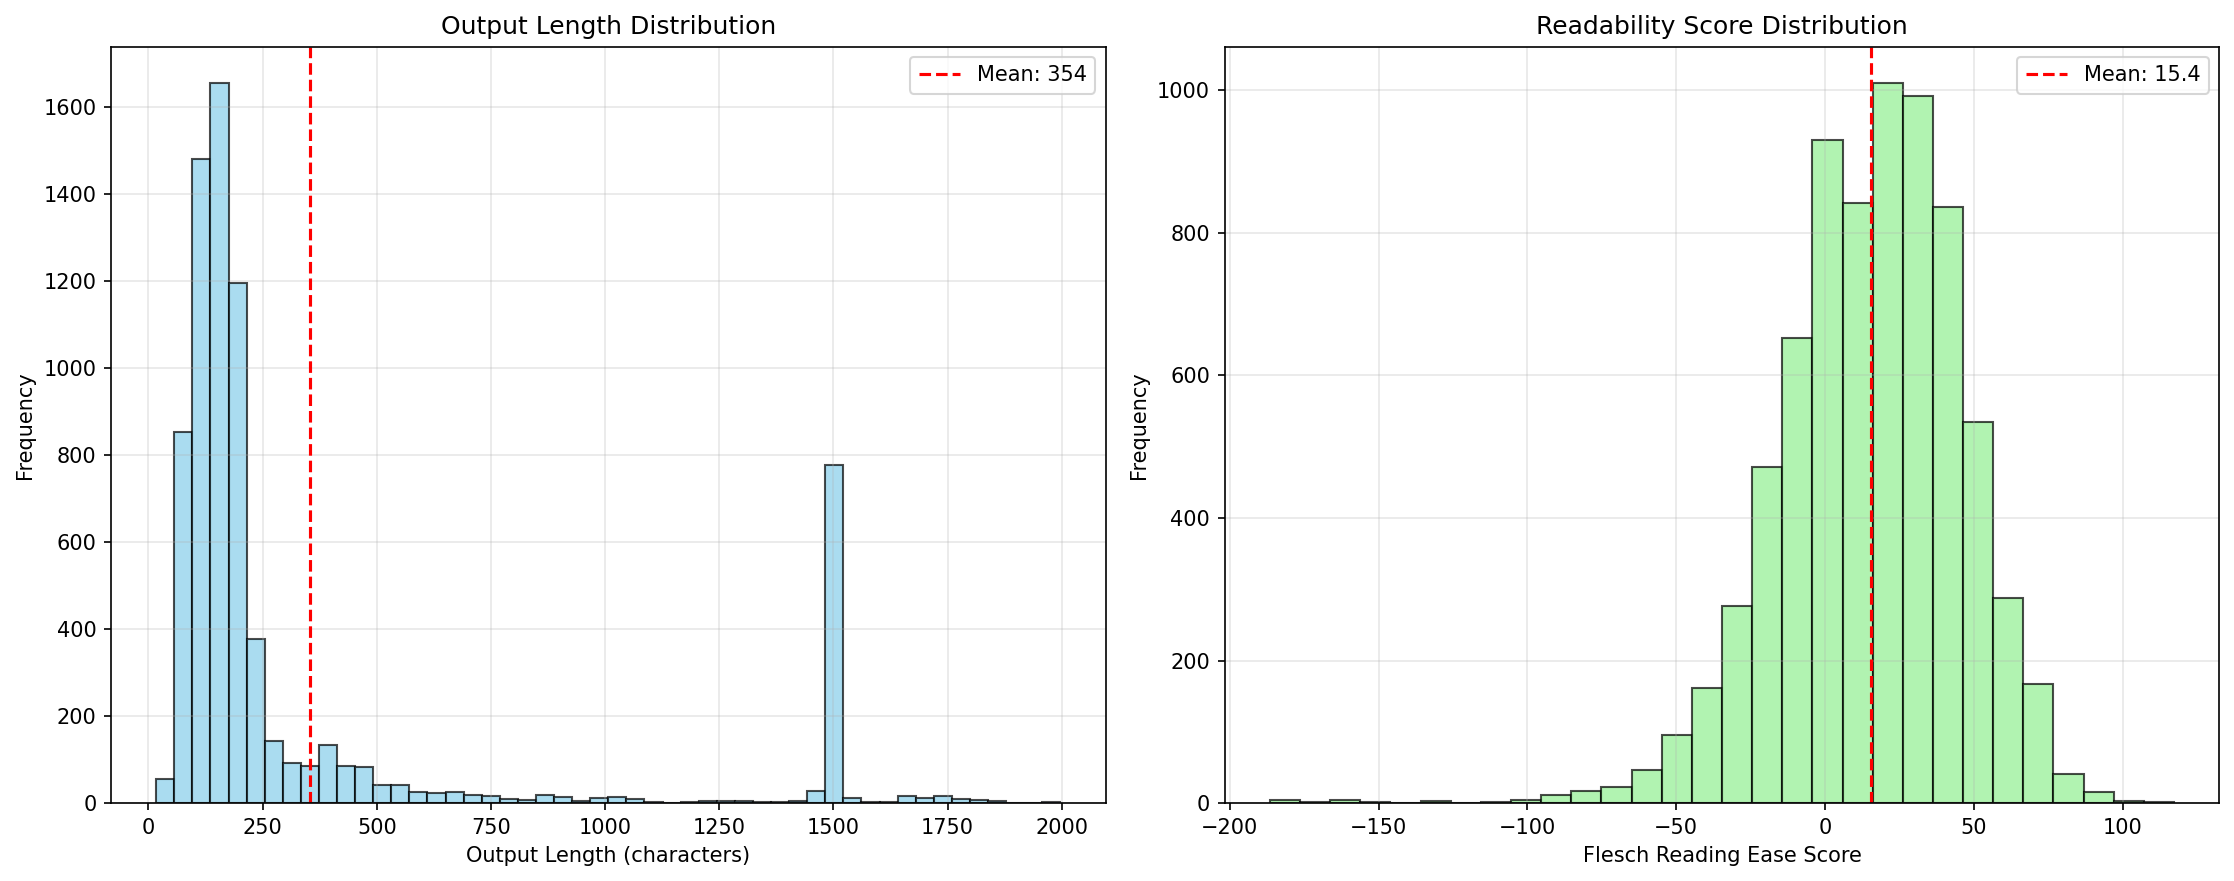 Output Length Distribution
Mean: 354
Frequency
1600
1400
1200
1000
800
600
400
200
0
0 250 500 750 1000 1250 1500 1750 2000
Output Length (characters)
Readability Score Distribution
Mean: 15.4
Frequency
1000
800
600
400
200
0
−200 −150 −100 −50 0 50 100
Flesch Reading Ease Score